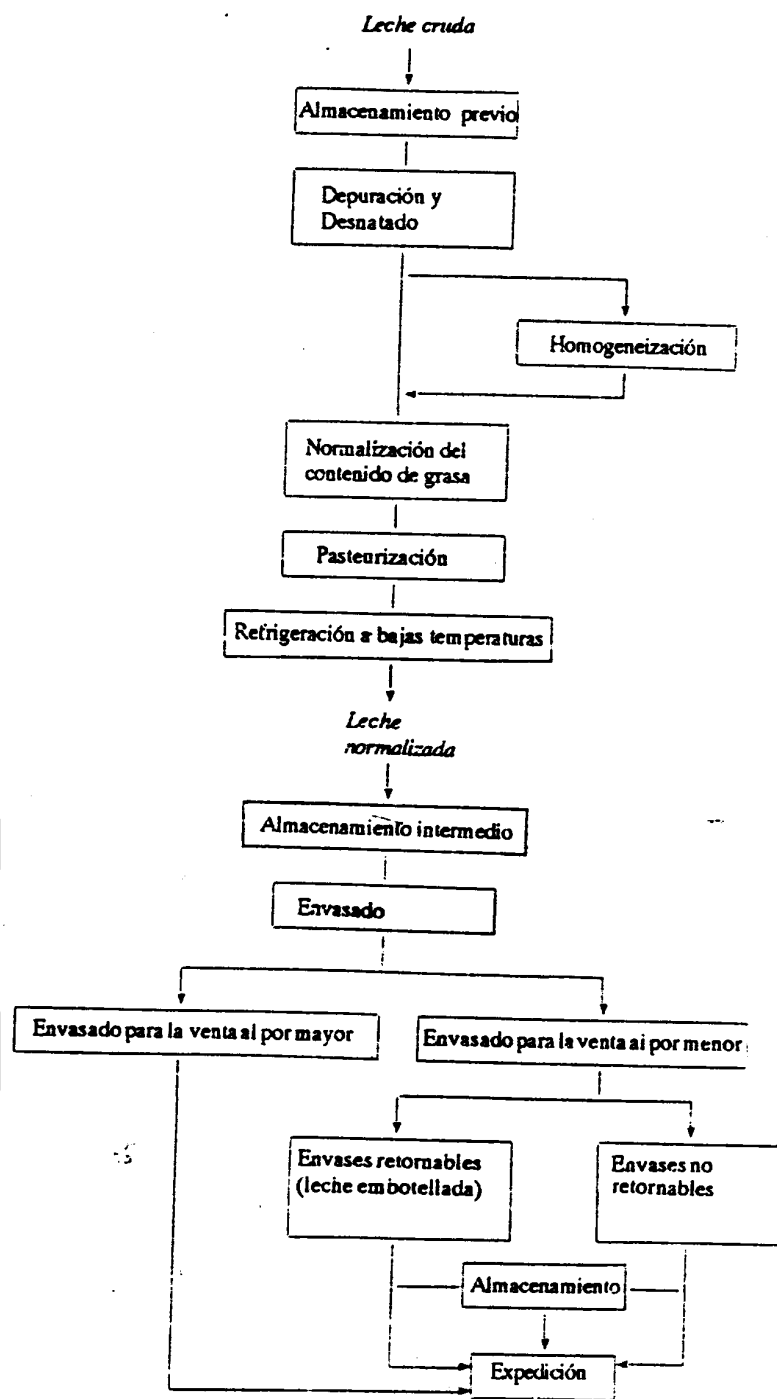 Leche cruda
Almacenamiento previo
Depuración y
Desnatado
Homogeneización
Normalización del
contenido de grasa
Pasteurización
Refrigeración a bajas temperaturas
Leche
normalizada
Almacenamiento intermedio
Envasado
Envasado para la venta al por mayor
Envasado para la venta al por menor
Envases retornables
(leche embotellada)
Envases no
retornables
Almacenamiento
Expedición